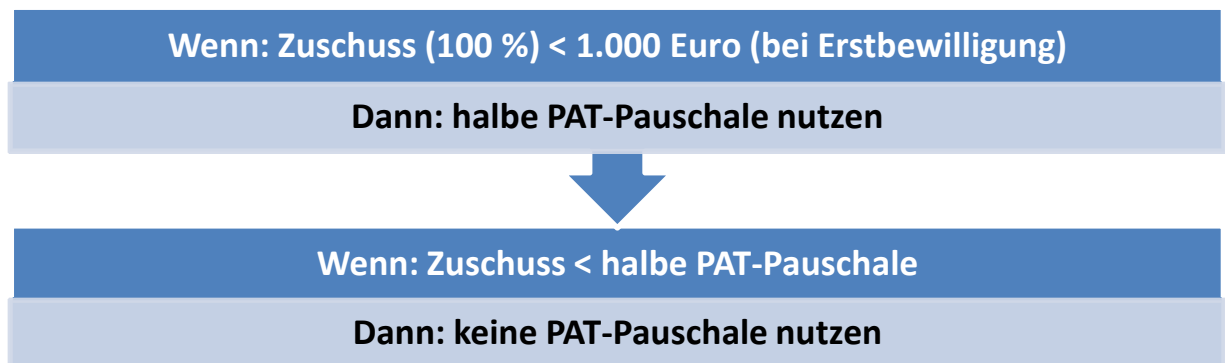 Wenn: Zuschuss (100 %) < 1.000 Euro (bei Erstbewilligung)
Dann: halbe PAT-Pauschale nutzen
Wenn: Zuschuss < halbe PAT-Pauschale
Dann: keine PAT-Pauschale nutzen